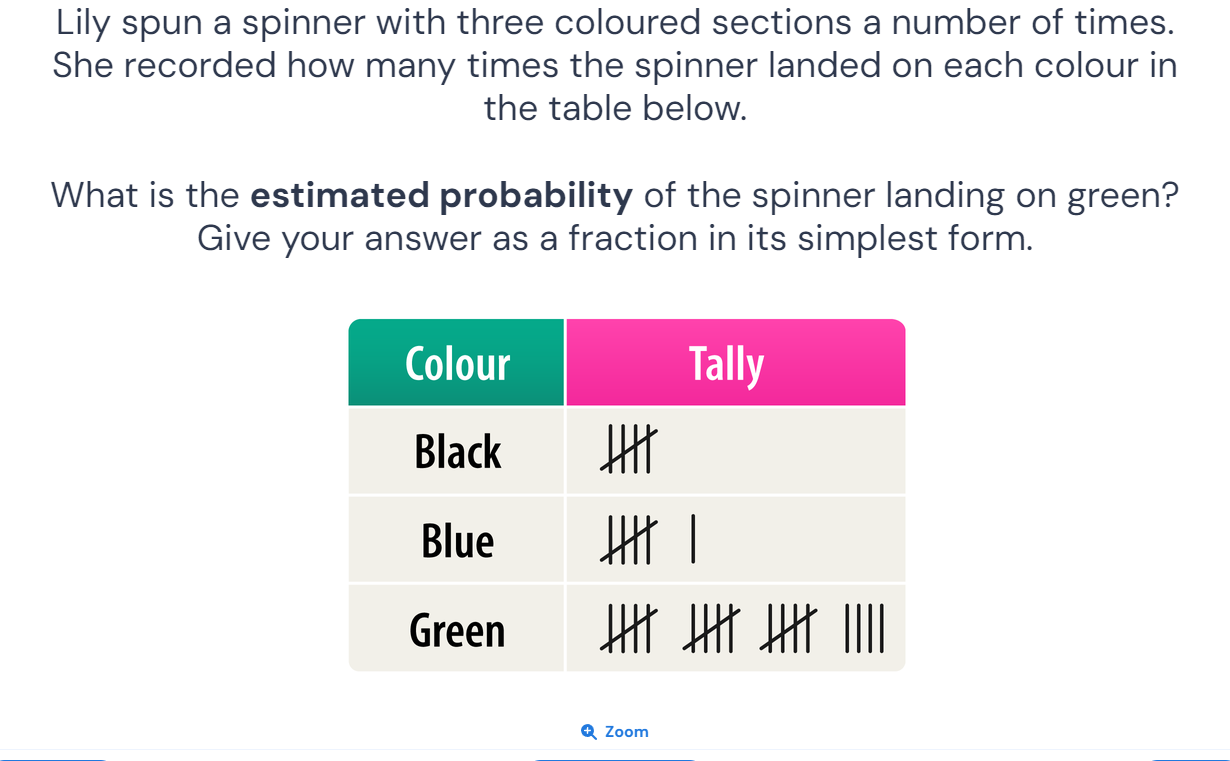 Lily spun a spinner with three coloured sections a number of times.
She recorded how many times the spinner landed on each colour in
the table below.
What is the estimated probability of the spinner landing on green?
Give your answer as a fraction in its simplest form.
Colour Tally
Black
Blue
Green
Zoom